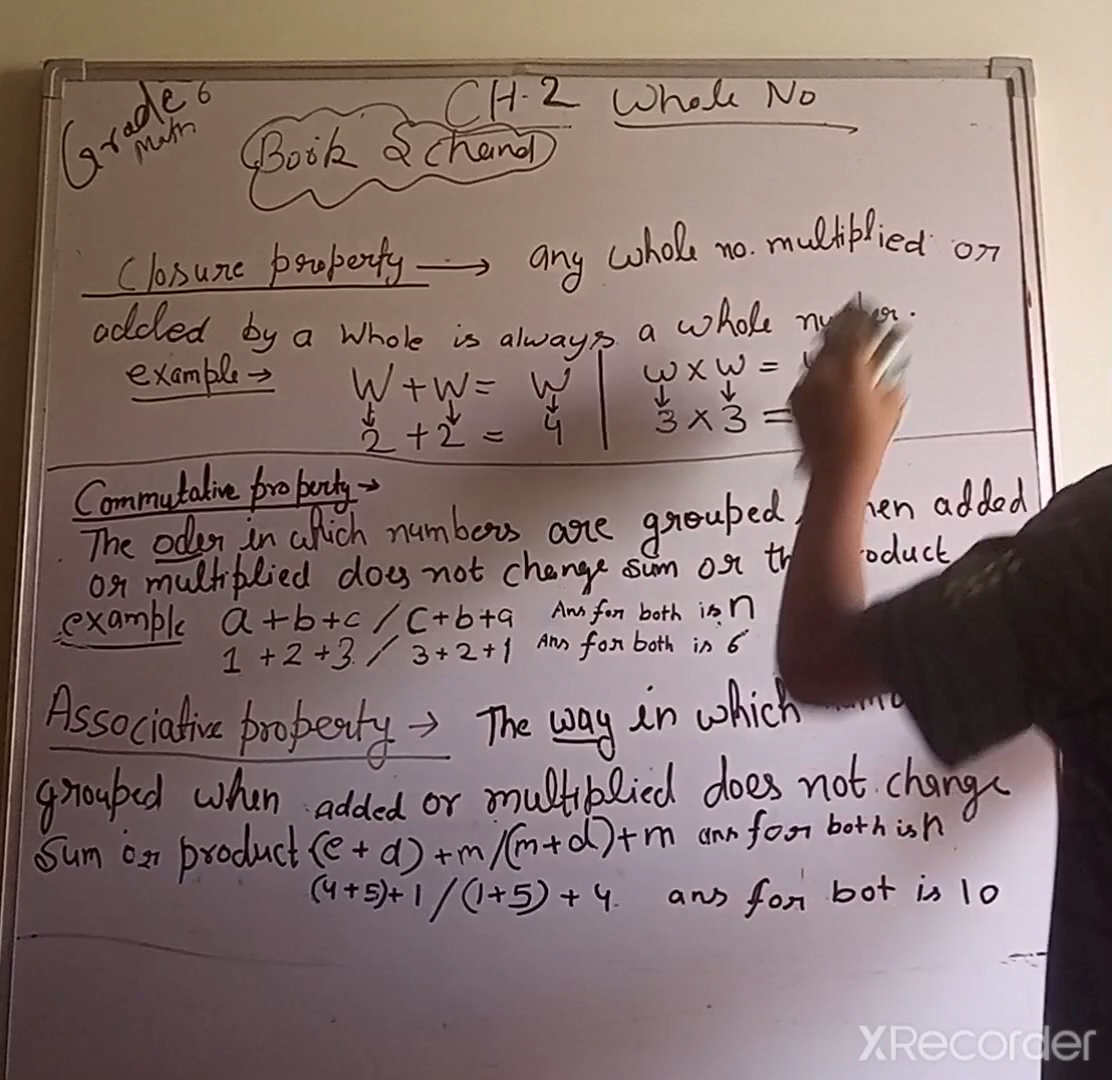 Grade 6
Math
CH-2 Whole No
Book S Chand
Closure property → any whole no. multiplied or
added by a Whole is always a whole number.
example → W + W = W | W x W =
2 + 2 = 4 | 3 x 3 =
Commutative property →
The oder in which numbers are grouped, added
or multiplied does not change sum or
example a+b+c / c+b+a Ans for both is n
1 + 2 + 3 / 3+2+1 Ans for both is 6
Associative property → The way in which
grouped when added or multiplied does not change
Sum or product (e + d) + m / (m + d) + m ans for both is n
(4+5)+1 / (1+5) + 4. ans for bot is 10
XRecorder